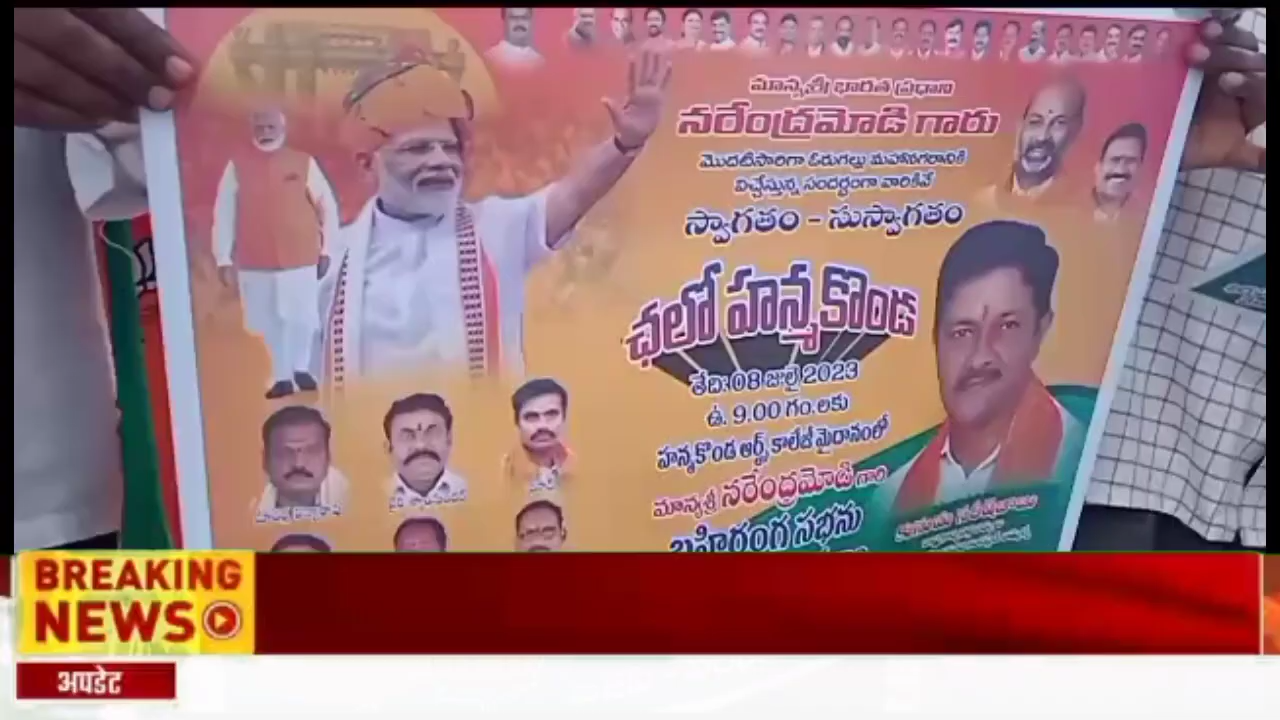 మాన్యశ్రీ భారత ప్రధాని
నరేంద్రమోడి గారు
మొదటిసారిగా ఓరుగల్లు మహానగరానికి
విచ్చేస్తున్న సందర్భంగా వారికివే
స్వాగతం - సుస్వాగతం
ఛలో హన్మకొండ
తేది:08 జులై 2023
ఉ. 9.00 గం.లకు
హన్మకొండ ఆర్ట్స్ కాలేజీ మైదానంలో
మాన్యశ్రీ నరేంద్రమోడి గారి
బహిరంగ సభను
BREAKING
NEWS
अपडेट